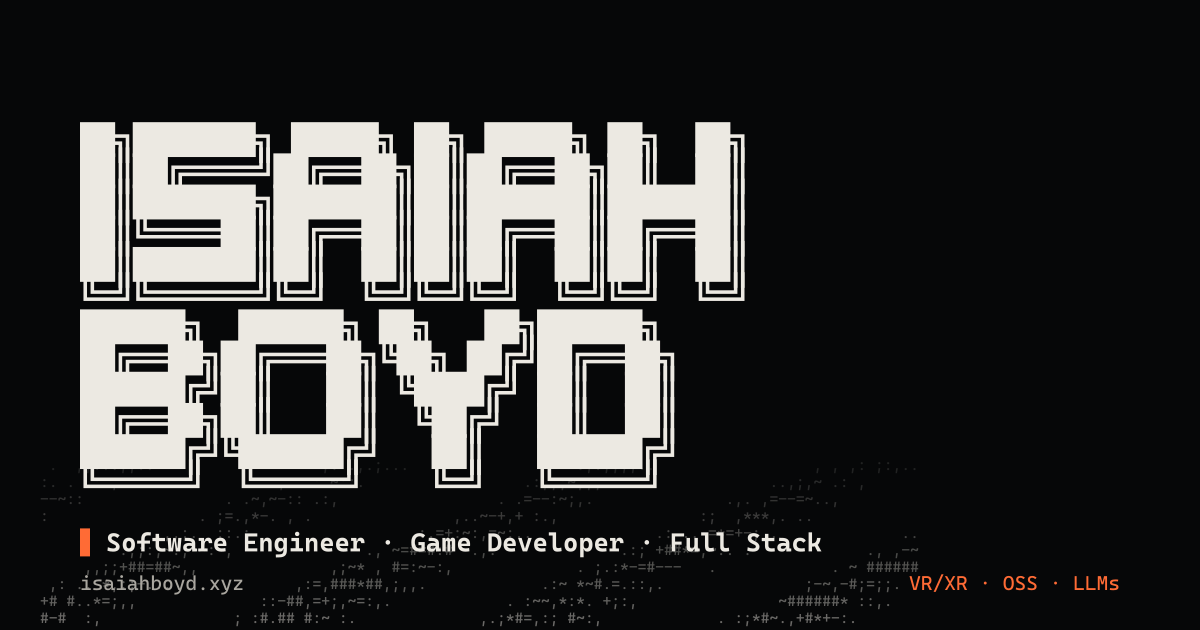 ISAIAH
BOYD
Software Engineer · Game Developer · Full Stack
isaiahboyd.xyz
VR/XR · OSS · LLMs